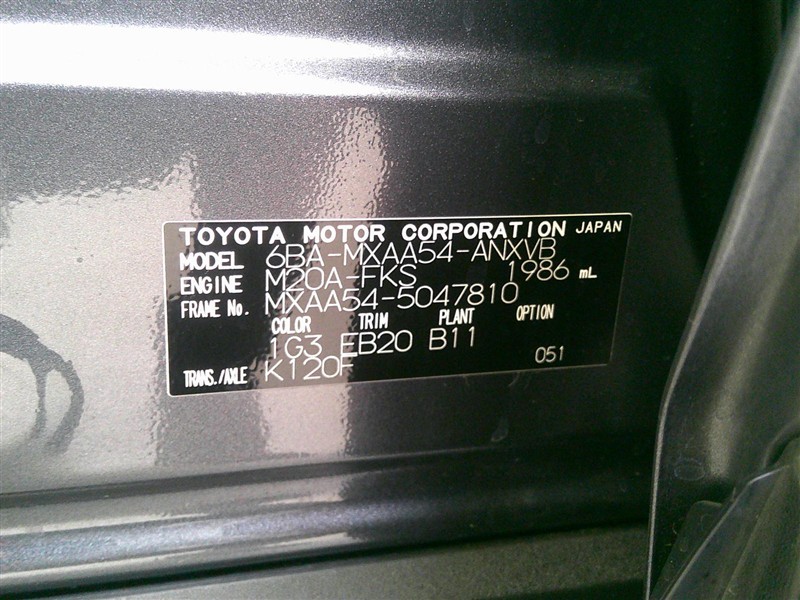 TOYOTA MOTOR CORPORATION JAPAN
MODEL 6BA-MXAA54-ANXVB
ENGINE M20A-FKS 1986 mL
FRAME No. MXAA54-5047810
COLOR TRIM PLANT OPTION
1G3 EB20 B11
TRANS./AXLE K120F 051